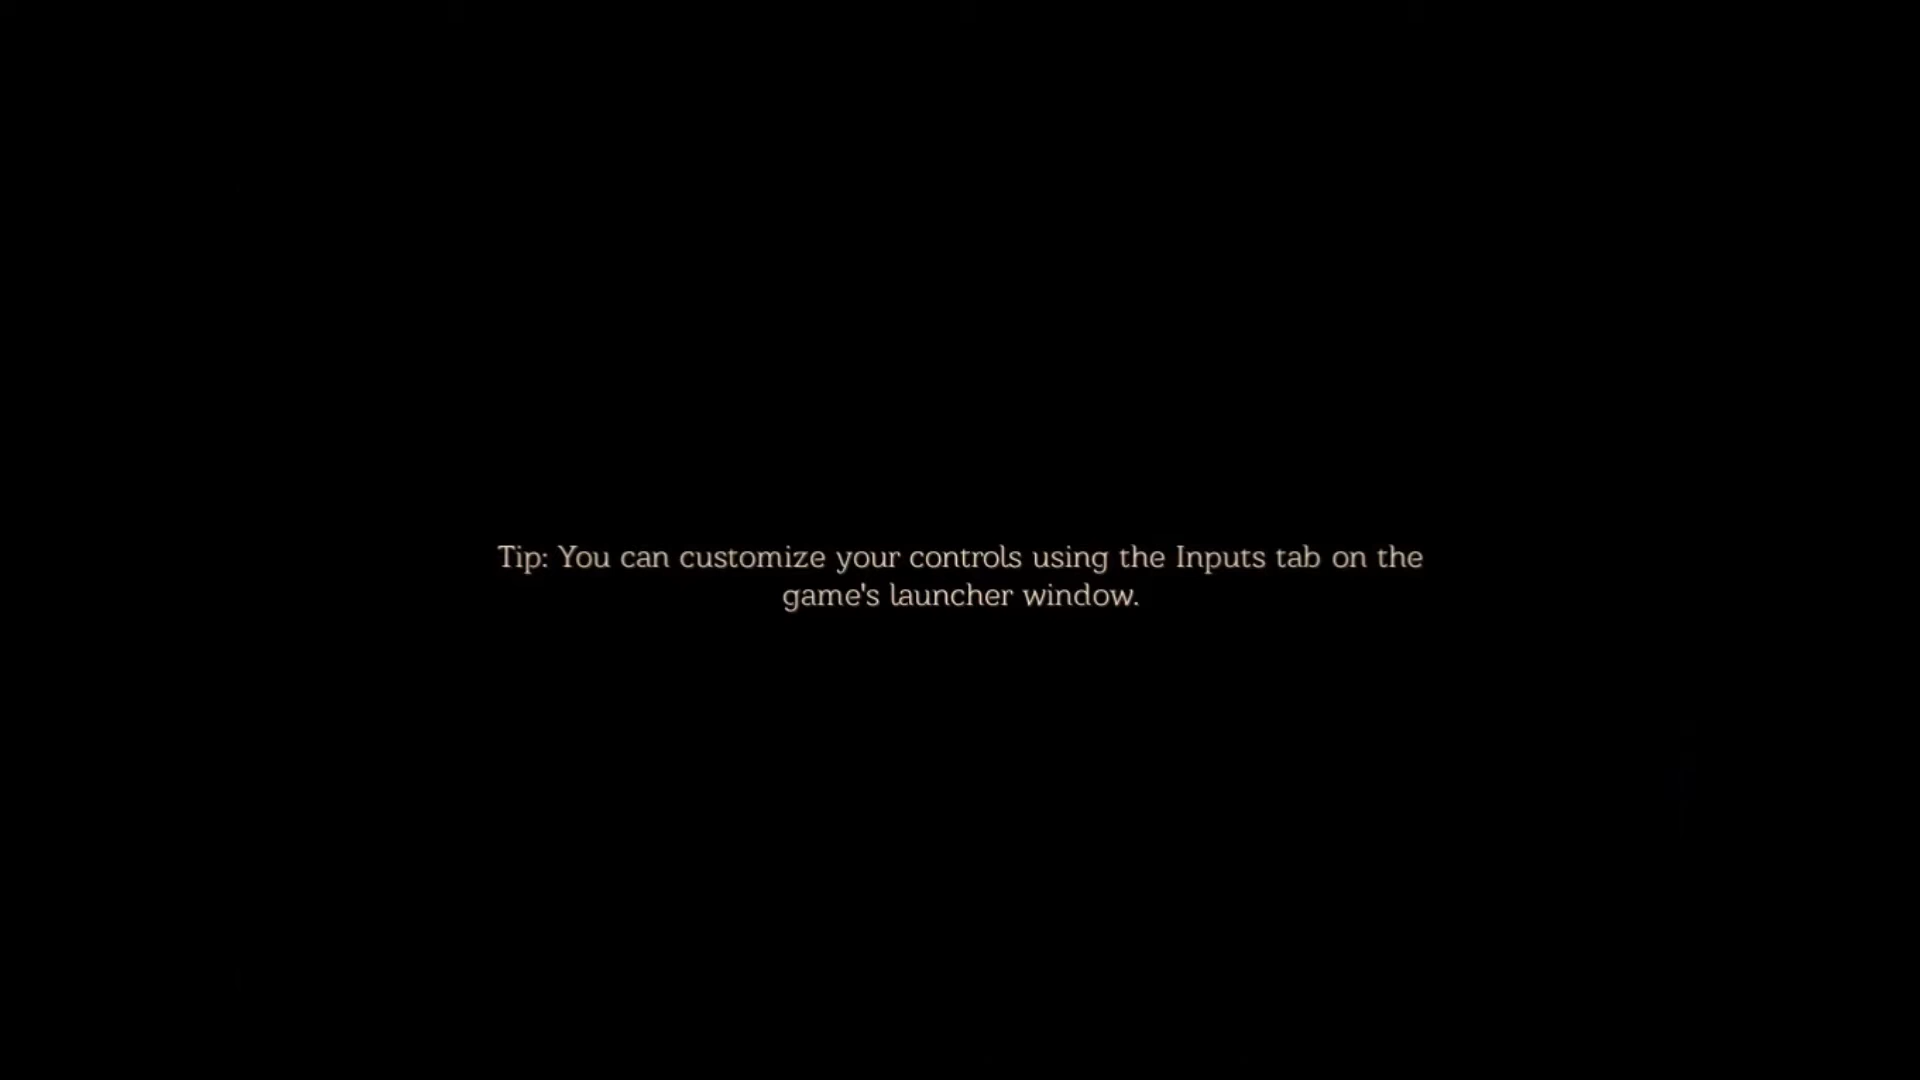 Tip: You can customize your controls using the Inputs tab on the
game's launcher window.